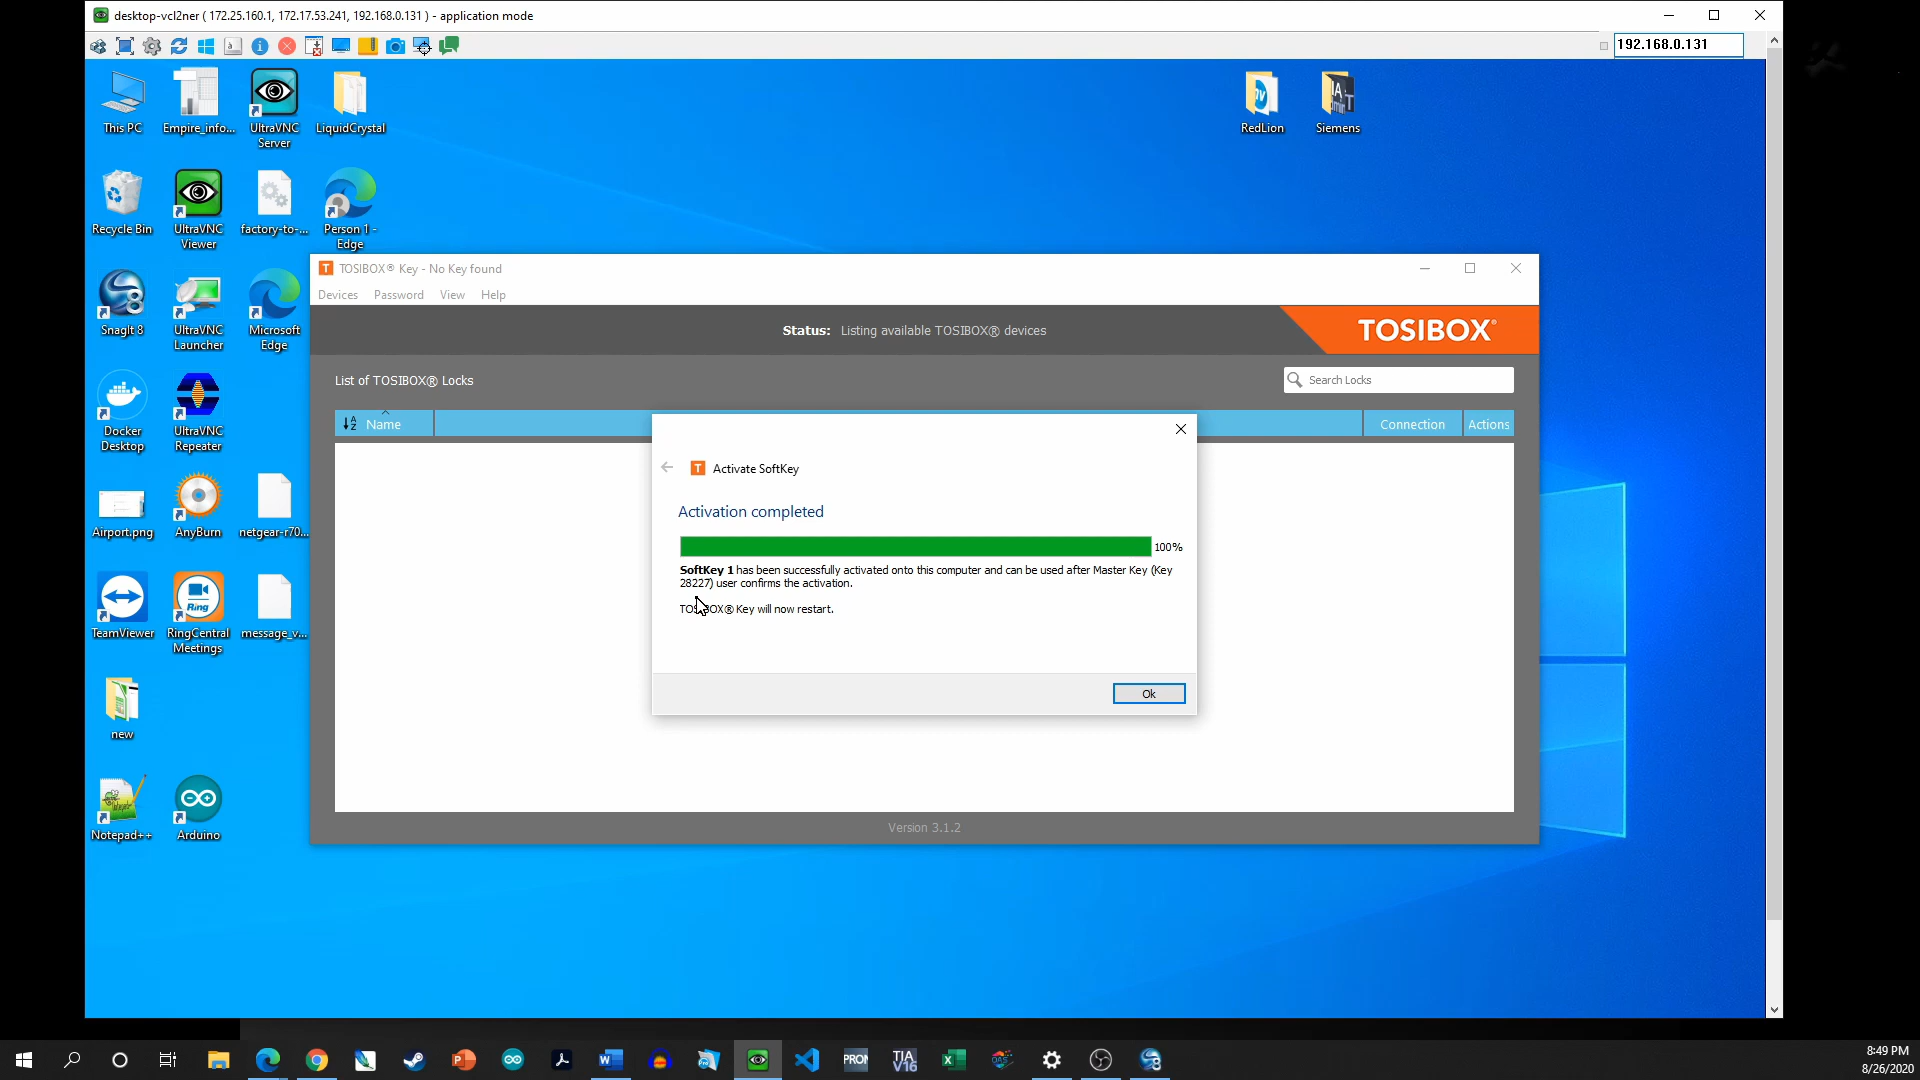 desktop-vcl2ner ( 172.25.160.1, 172.17.53.241, 192.168.0.131 ) - application mode
192.168.0.131
This PC
Empire_info...
UltraVNC Server
LiquidCrystal
RedLion
Siemens
Recycle Bin
UltraVNC Viewer
factory-to-...
Person 1 - Edge
SnagIt 8
UltraVNC Launcher
Microsoft Edge
Docker Desktop
UltraVNC Repeater
Airport.png
AnyBurn
netgear-r70...
TeamViewer
Ring
RingCentral Meetings
message_v...
new
Notepad++
Arduino
TOSIBOX® Key - No Key found
Devices Password View Help
Status: Listing available TOSIBOX® devices
TOSIBOX®
List of TOSIBOX® Locks
Search Locks
Name Connection Actions
Activate SoftKey
Activation completed
100%
SoftKey 1 has been successfully activated onto this computer and can be used after Master Key (Key
28227) user confirms the activation.
TOSIBOX® Key will now restart.
Ok
Version 3.1.2
PRON
TIA V16
8:49 PM
8/26/2020